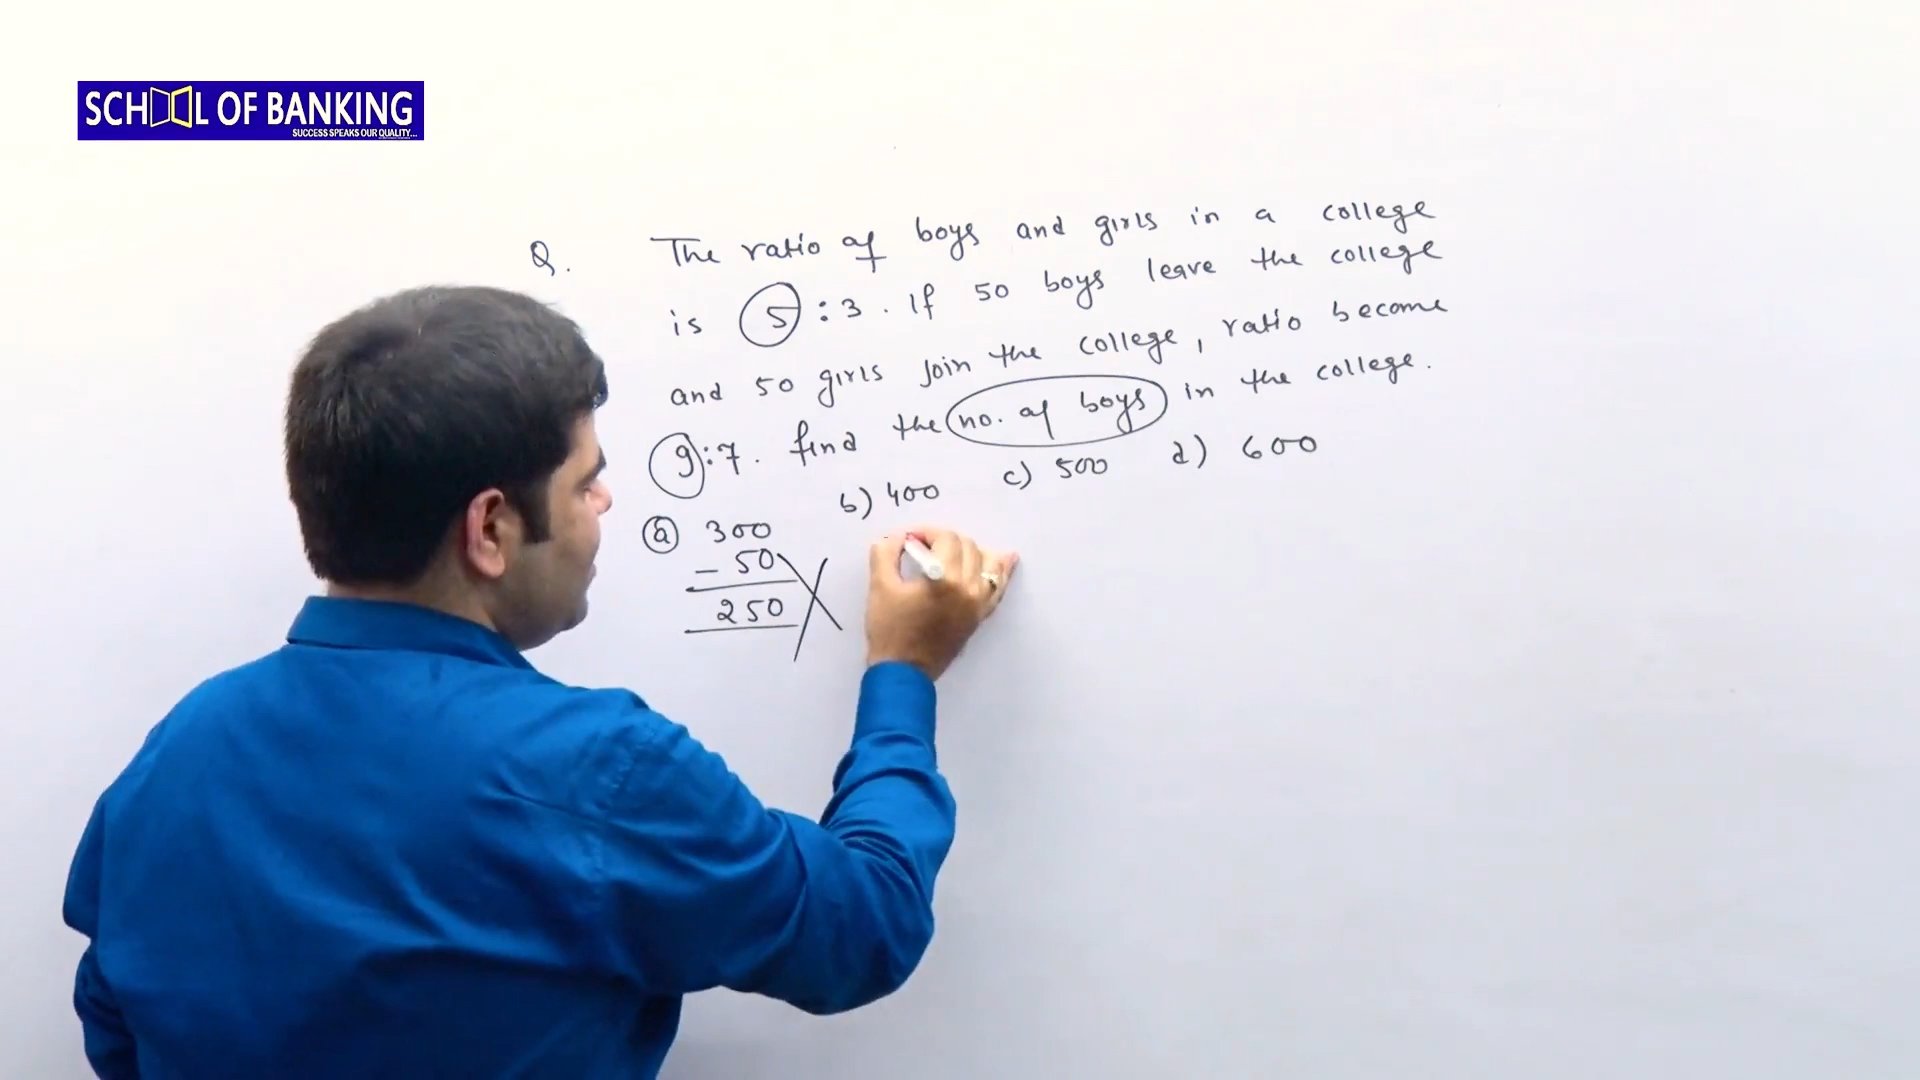 SCHOOL OF BANKING
SUCCESS SPEAKS OUR QUALITY...
Q. The ratio of boys and girls in a college
is 5 : 3 . If 50 boys leave the college
and 50 girls join the college, ratio become
9:7. find the no. of boys in the college.
a 300 b) 400 c) 500 d) 600
- 50
250